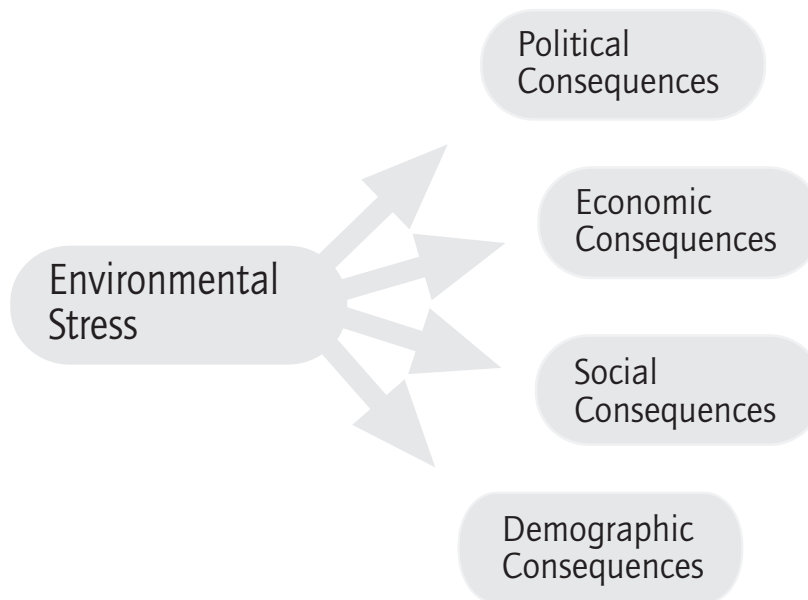 Political
Consequences
Economic
Consequences
Environmental
Stress
Social
Consequences
Demographic
Consequences